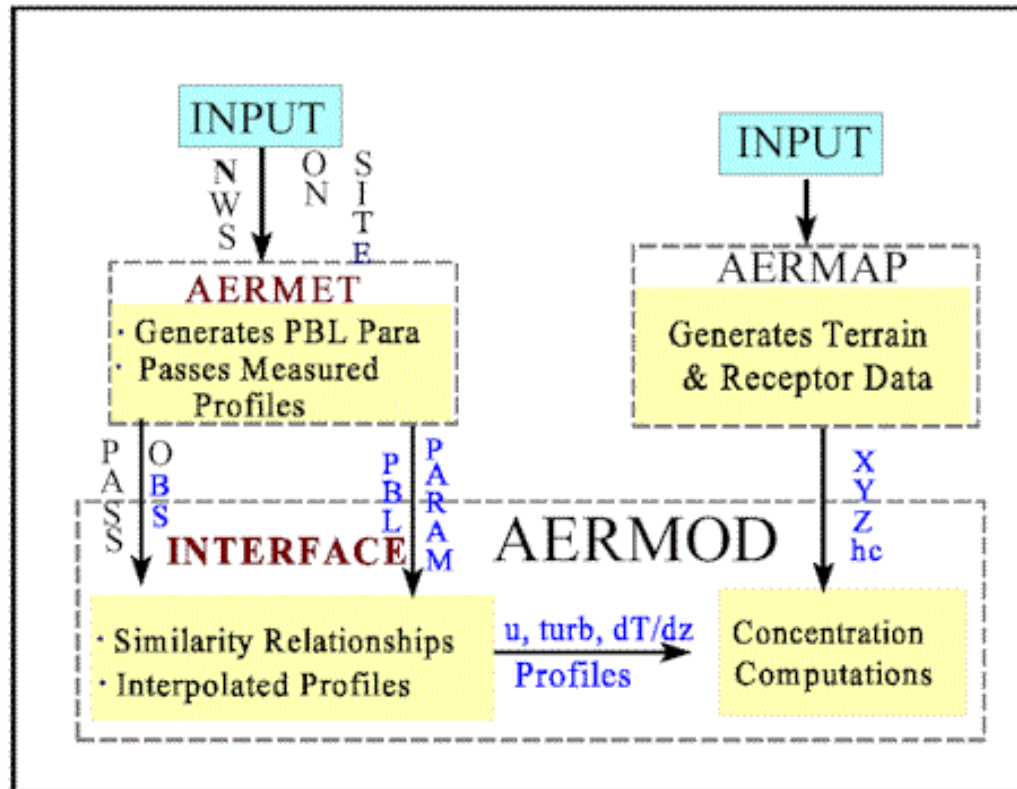 INPUT
NWS
ON
SITE
AERMET
· Generates PBL Para
· Passes Measured
Profiles
PASS
OBS
PBL
PARAM
INPUT
AERMAP
Generates Terrain
& Receptor Data
XYZ
hc
INTERFACE
AERMOD
· Similarity Relationships
· Interpolated Profiles
u, turb, dT/dz
Profiles
Concentration
Computations